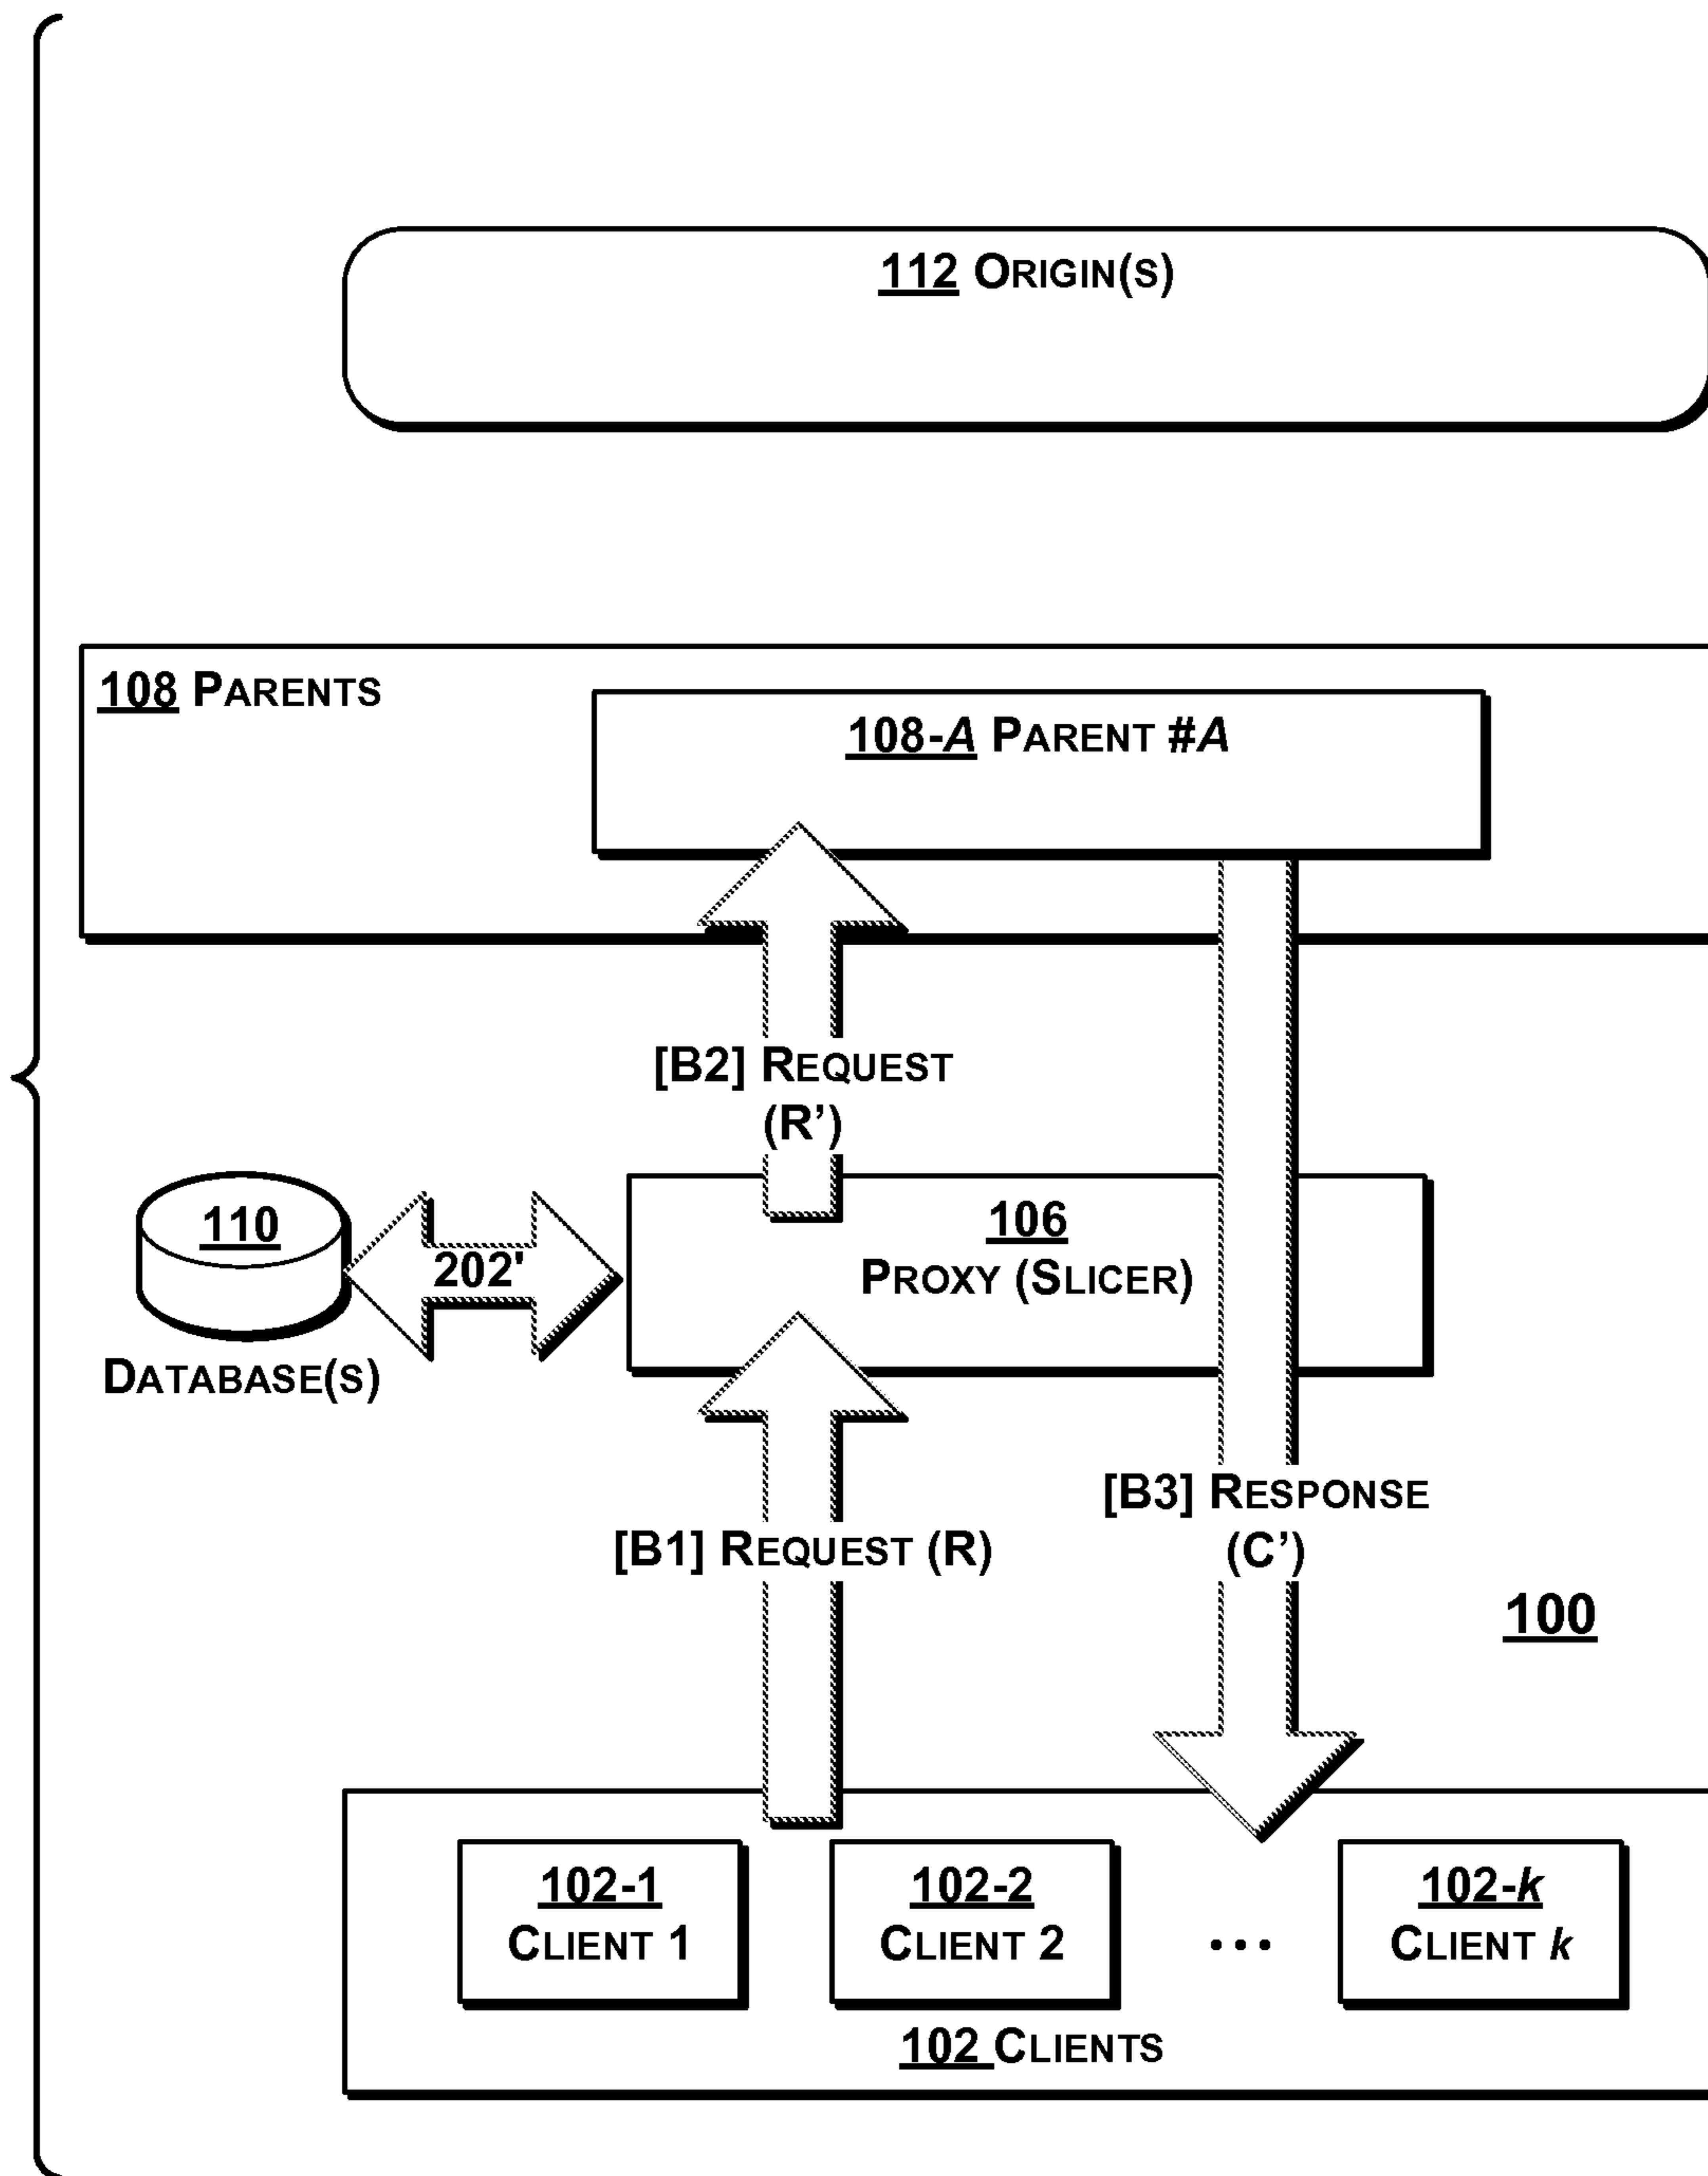 112 ORIGIN(S)
108 PARENTS
108-A PARENT #A
[B2] REQUEST
(R’)
110
202'
DATABASE(S)
106
PROXY (SLICER)
[B3] RESPONSE
(C’)
[B1] REQUEST (R)
100
102-1
CLIENT 1
102-2
CLIENT 2
...
102-k
CLIENT k
102 CLIENTS